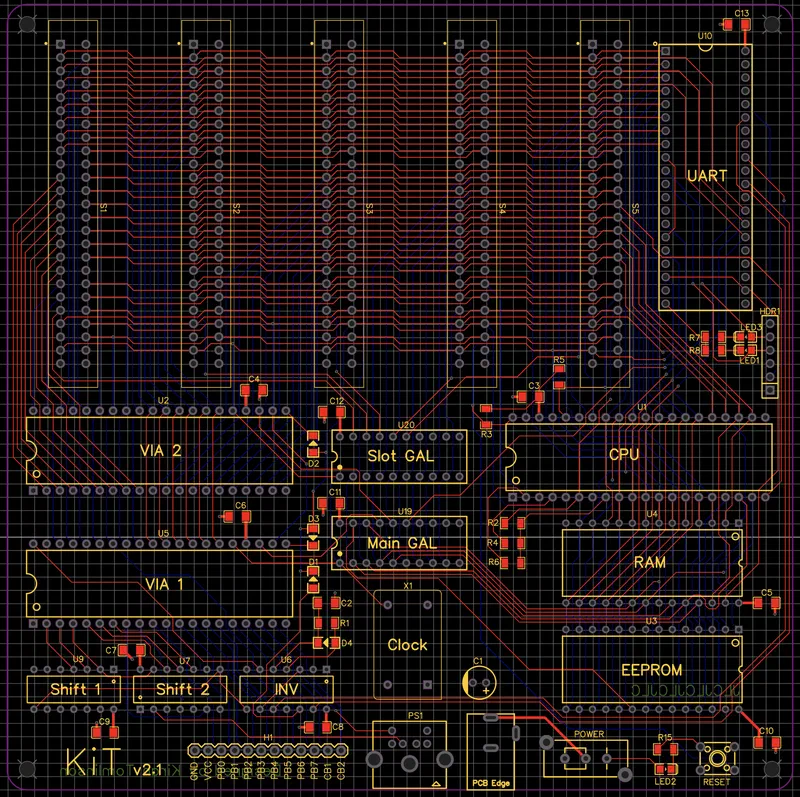 C13
U10
UART
S1
S2
S3
S4
S5
HDR1
LED3
R7
R8
LED1
R5
C4
C3
U2
C12
U20
R3
U1
VIA 2
Slot GAL
CPU
D2
C6
C11
U19
U4
D3
R2
U5
Main GAL
R4
RAM
D1
R6
VIA 1
X1
C2
C5
R1
U3
Clock
D4
C7
U9
U7
U6
C1
+
EEPROM
JLCJLCJLCJLC
Shift 1
Shift 2
INV
C9
C8
PS1
H1
POWER
R15
C10
KiT v2.1
GND
VCC
PB0
PB1
PB2
PB3
PB4
PB5
PB6
PB7
CB1
CB2
PCB Edge
LED2
RESET